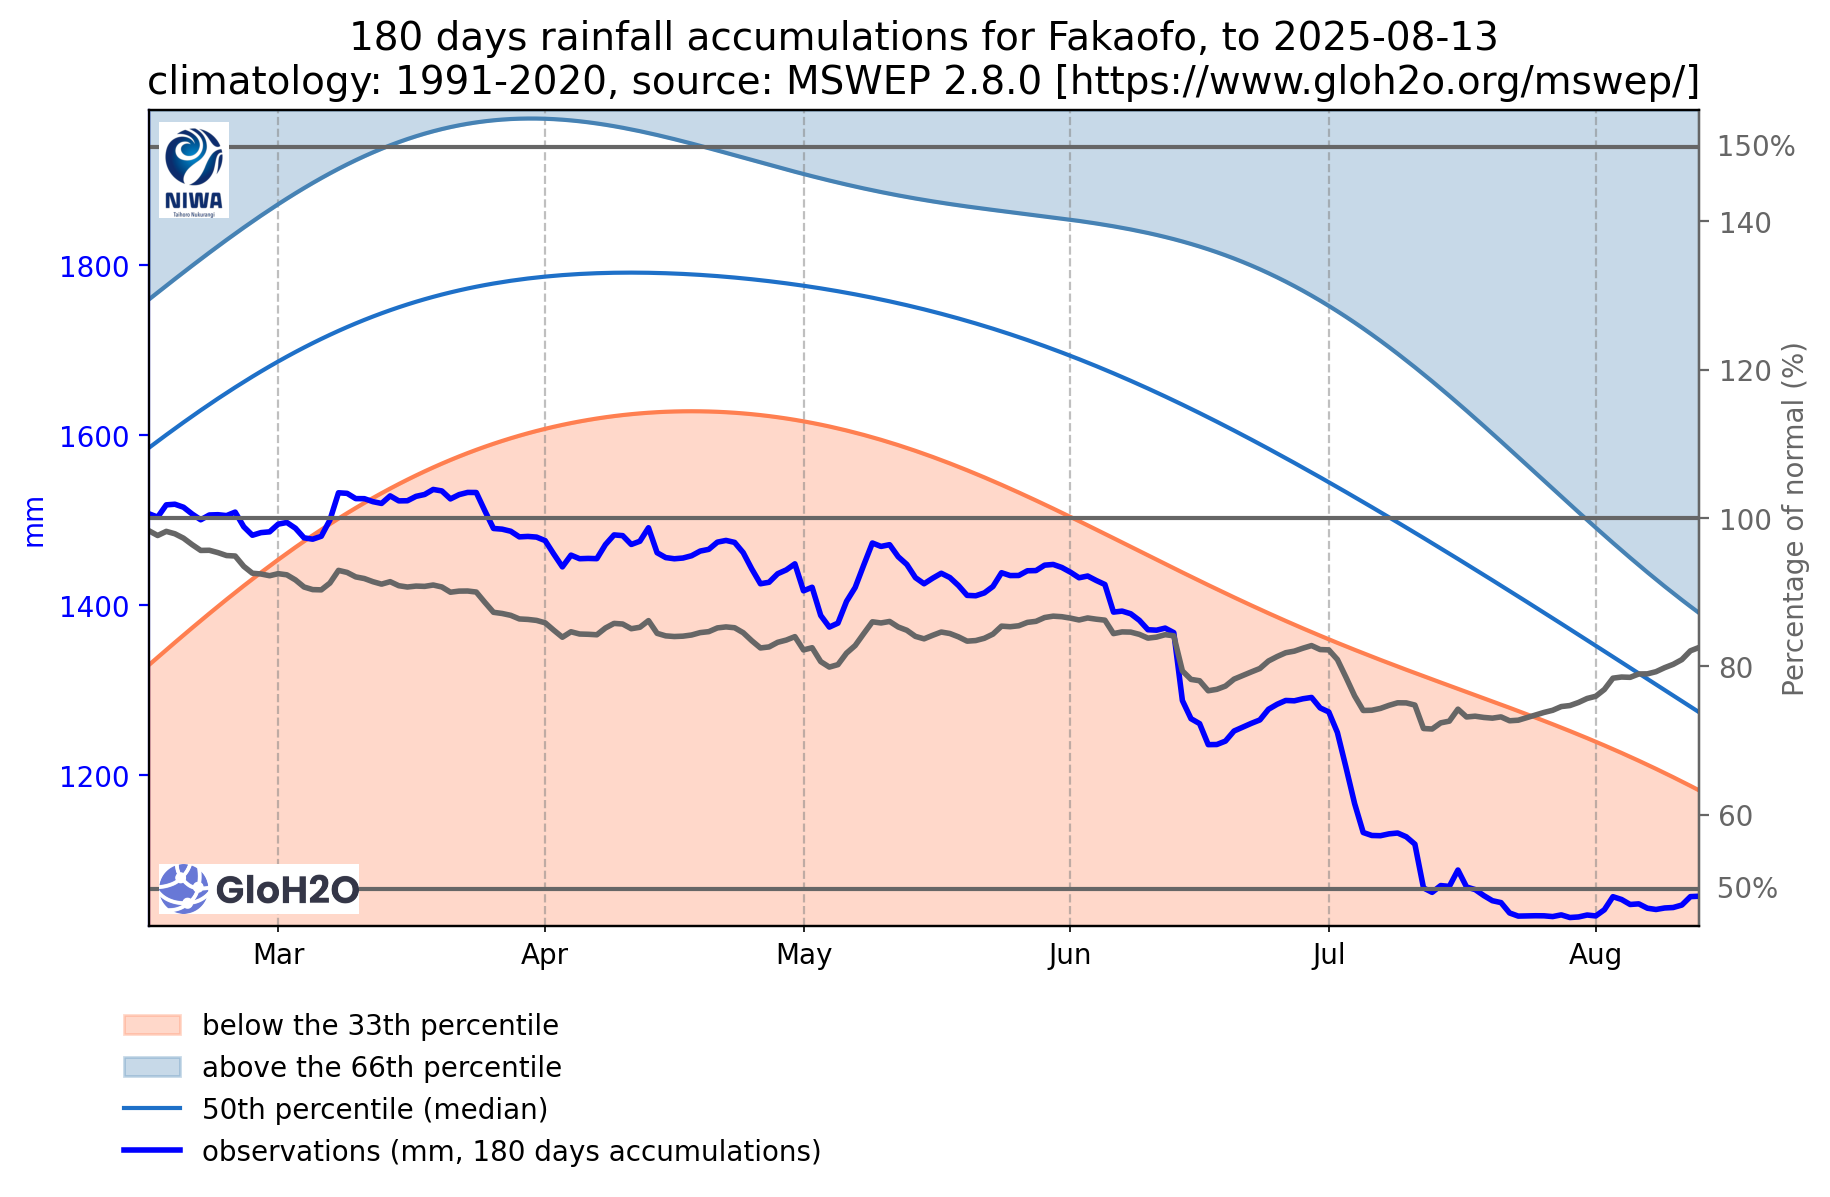 180 days rainfall accumulations for Fakaofo, to 2025-08-13
climatology: 1991-2020, source: MSWEP 2.8.0 [https://www.gloh2o.org/mswep/]
NIWA
Taihoro Nukurangi
150%
140
1800
120
1600
mm
100
Percentage of normal (%)
1400
80
1200
60
GloH2O
50%
Mar Apr May Jun Jul Aug
below the 33th percentile
above the 66th percentile
50th percentile (median)
observations (mm, 180 days accumulations)